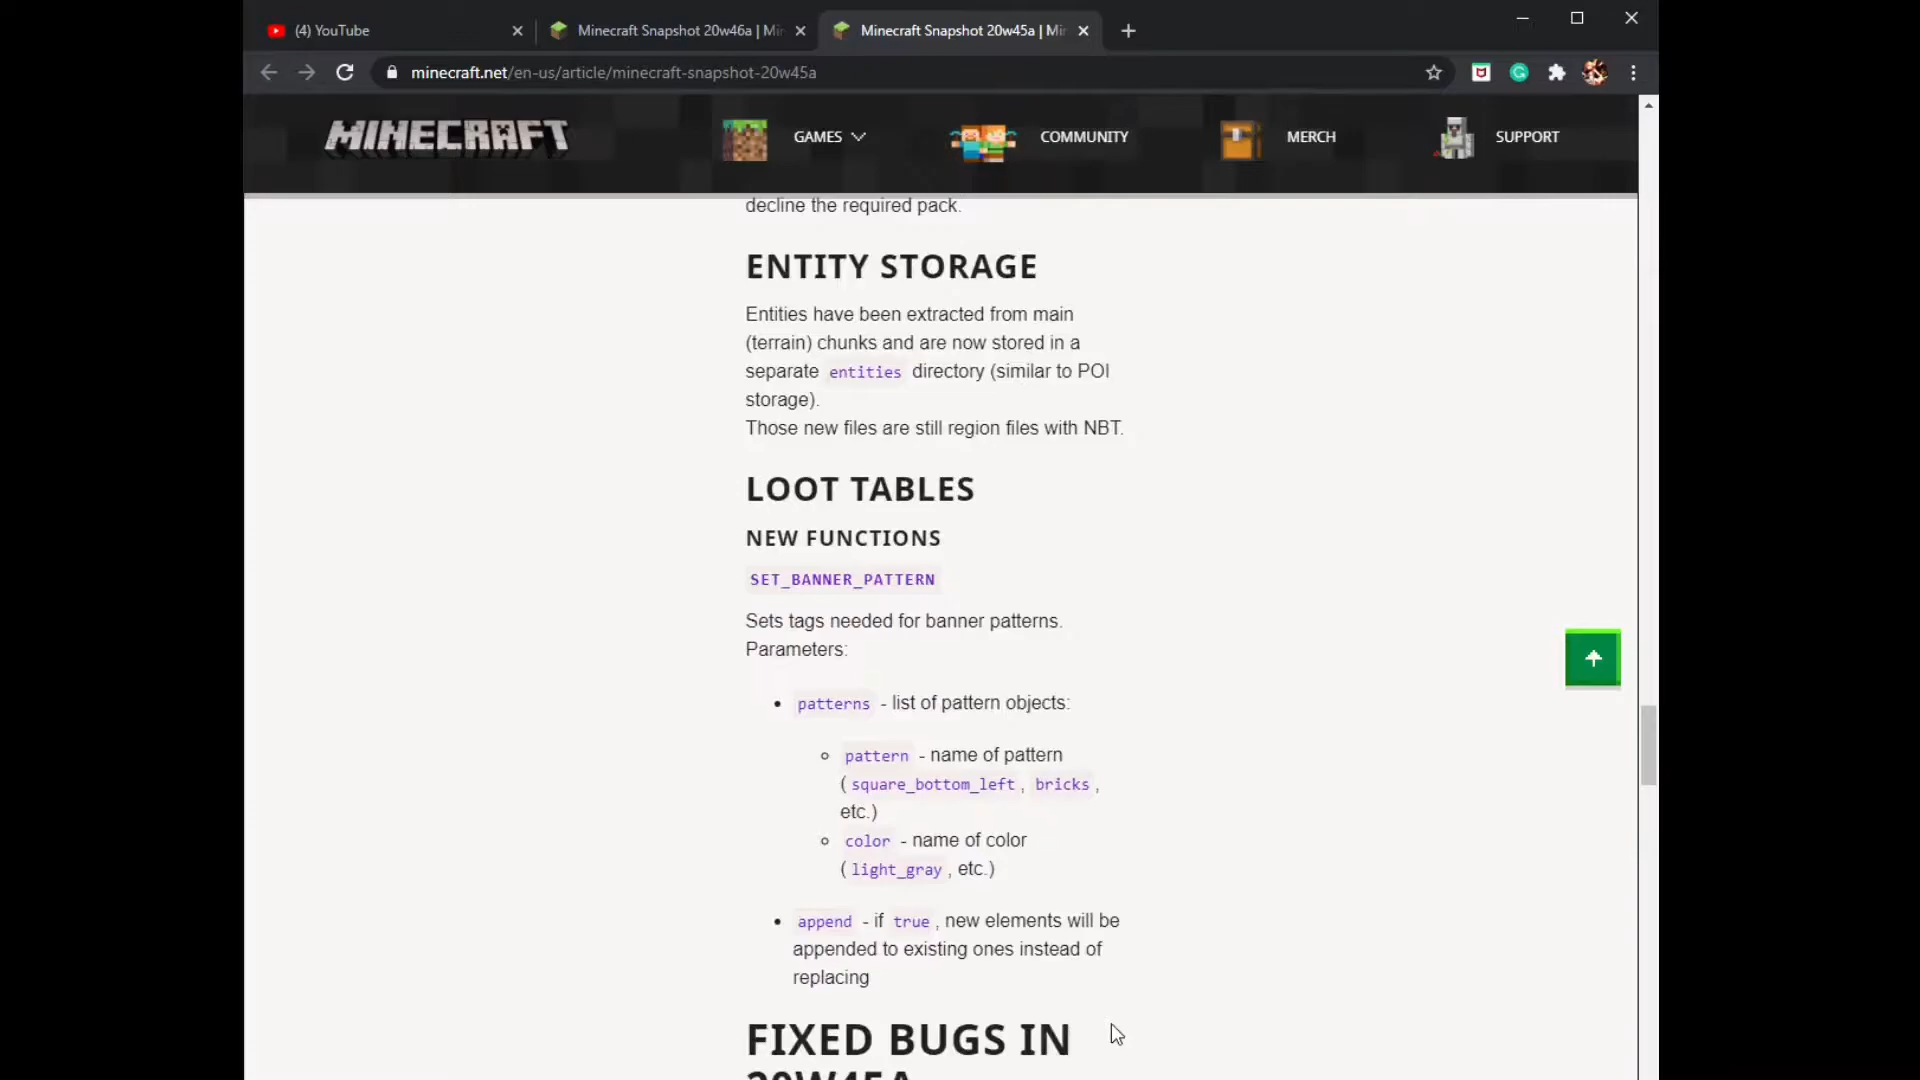 (4) YouTube
Minecraft Snapshot 20w46a | Mi
Minecraft Snapshot 20w45a | Mi
minecraft.net/en-us/article/minecraft-snapshot-20w45a
MINECRAFT
GAMES
COMMUNITY
MERCH
SUPPORT
decline the required pack.
ENTITY STORAGE
Entities have been extracted from main
(terrain) chunks and are now stored in a
separate entities directory (similar to POI
storage).
Those new files are still region files with NBT.
LOOT TABLES
NEW FUNCTIONS
SET_BANNER_PATTERN
Sets tags needed for banner patterns.
Parameters:
• patterns - list of pattern objects:
○ pattern - name of pattern
( square_bottom_left , bricks ,
etc.)
○ color - name of color
( light_gray , etc.)
• append - if true , new elements will be
appended to existing ones instead of
replacing
FIXED BUGS IN
20W45A